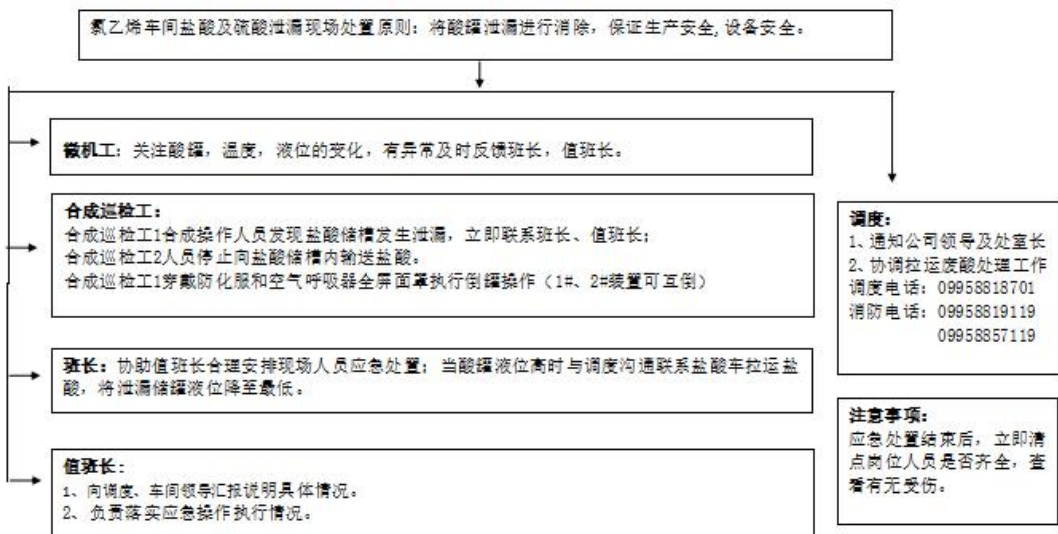 氯乙烯车间盐酸及硫酸泄漏现场处置原则：将酸罐泄漏进行消除，保证生产安全,设备安全。
微机工：关注酸罐，温度，液位的变化，有异常及时反馈班长，值班长。
合成巡检工：
合成巡检工1合成操作人员发现盐酸储槽发生泄漏，立即联系班长、值班长；
合成巡检工2人员停止向盐酸储槽内输送盐酸。
合成巡检工1穿戴防化服和空气呼吸器全屏面罩执行倒罐操作（1#、2#装置可互倒）
班长：协助值班长合理安排现场人员应急处置；当酸罐液位高时与调度沟通联系盐酸车拉运盐
酸，将泄漏储罐液位降至最低。
值班长：
1、向调度、车间领导汇报说明具体情况。
2、负责落实应急操作执行情况。
调度：
1、通知公司领导及处室长
2、协调拉运废酸处理工作
调度电话：09958818701
消防电话：09958819119
09958857119
注意事项：
应急处置结束后，立即清
点岗位人员是否齐全，查
看有无受伤。